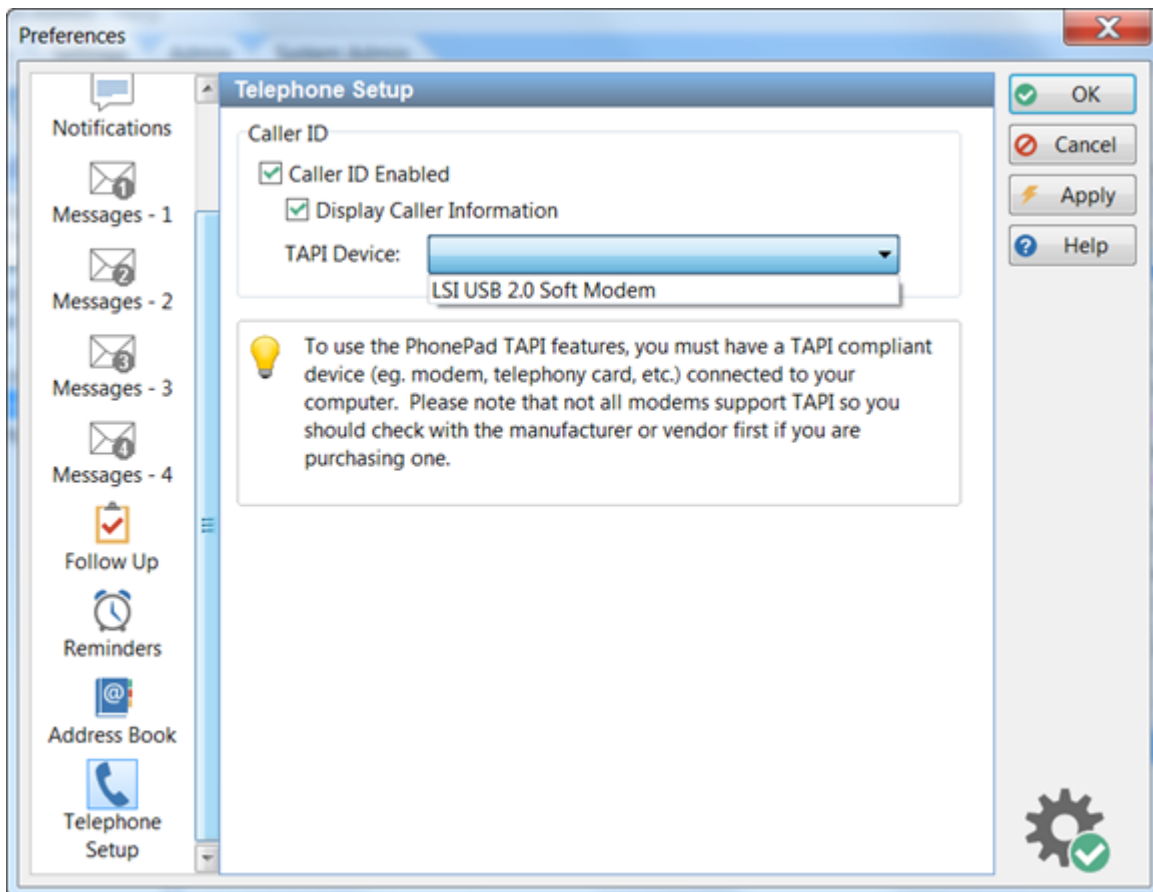 Preferences
Notifications
Messages - 1
Messages - 2
Messages - 3
Messages - 4
Follow Up
Reminders
Address Book
Telephone
Setup
Telephone Setup
Caller ID
Caller ID Enabled
Display Caller Information
TAPI Device:
LSI USB 2.0 Soft Modem
To use the PhonePad TAPI features, you must have a TAPI compliant
device (eg. modem, telephony card, etc.) connected to your
computer. Please note that not all modems support TAPI so you
should check with the manufacturer or vendor first if you are
purchasing one.
OK
Cancel
Apply
Help